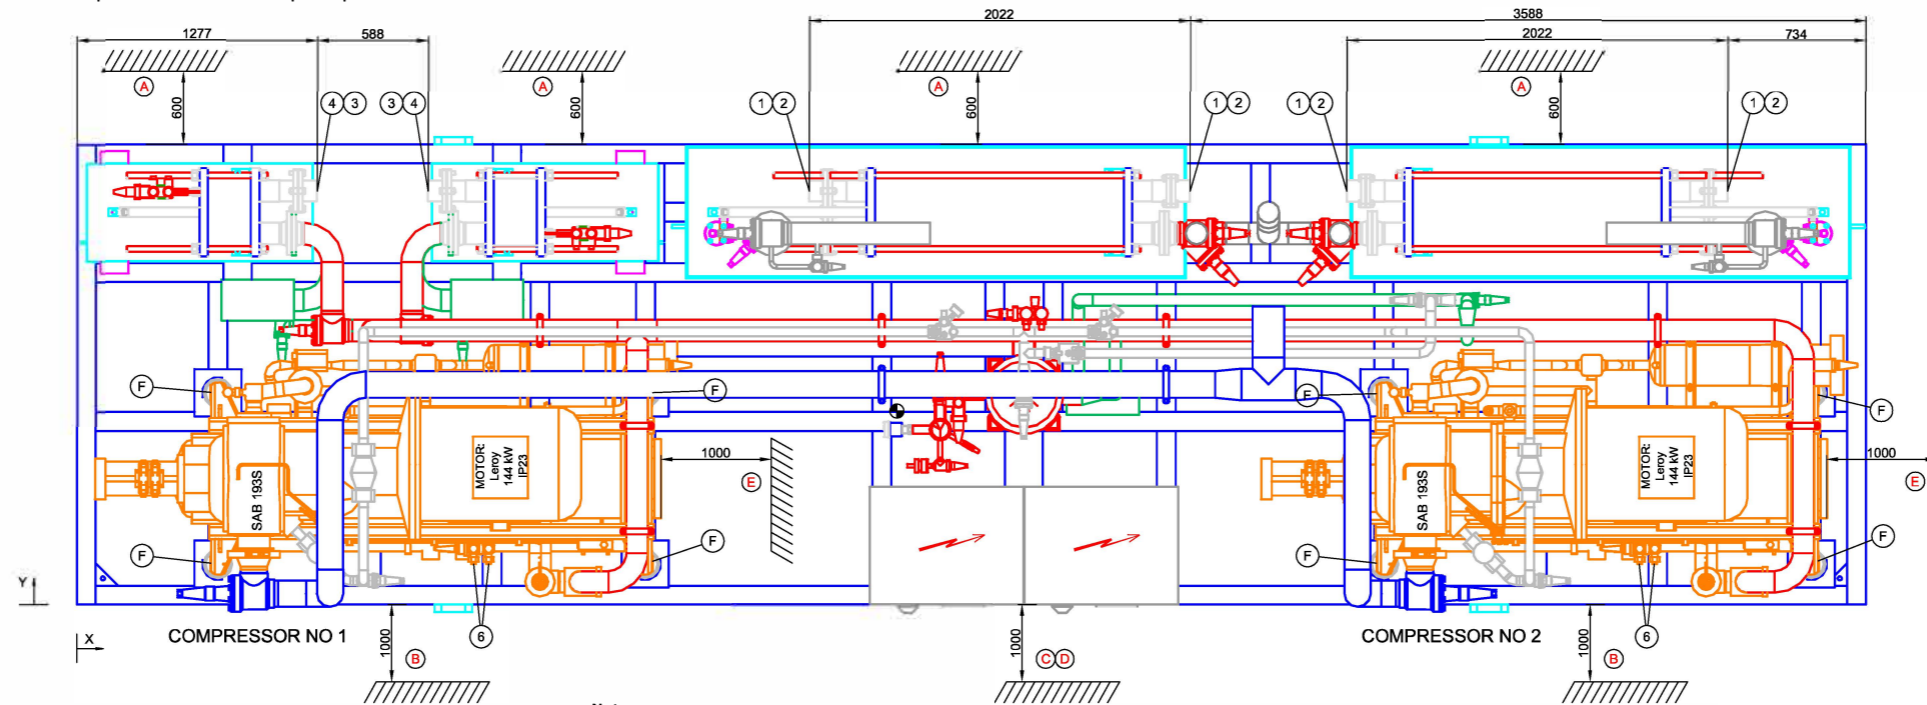 2022
3588
1277
588
2022
734
A
A
A
A
600
600
600
600
4 3
3 4
1 2
1 2
1 2
1 2
F
F
F
F
MOTOR:
Leroy
144 kW
IP23
SAB 193S
1000
E
MOTOR:
Leroy
144 kW
IP23
SAB 193S
1000
E
F
F
F
F
Y
X
COMPRESSOR NO 1
6
1000
B
1000
C D
COMPRESSOR NO 2
6
1000
B